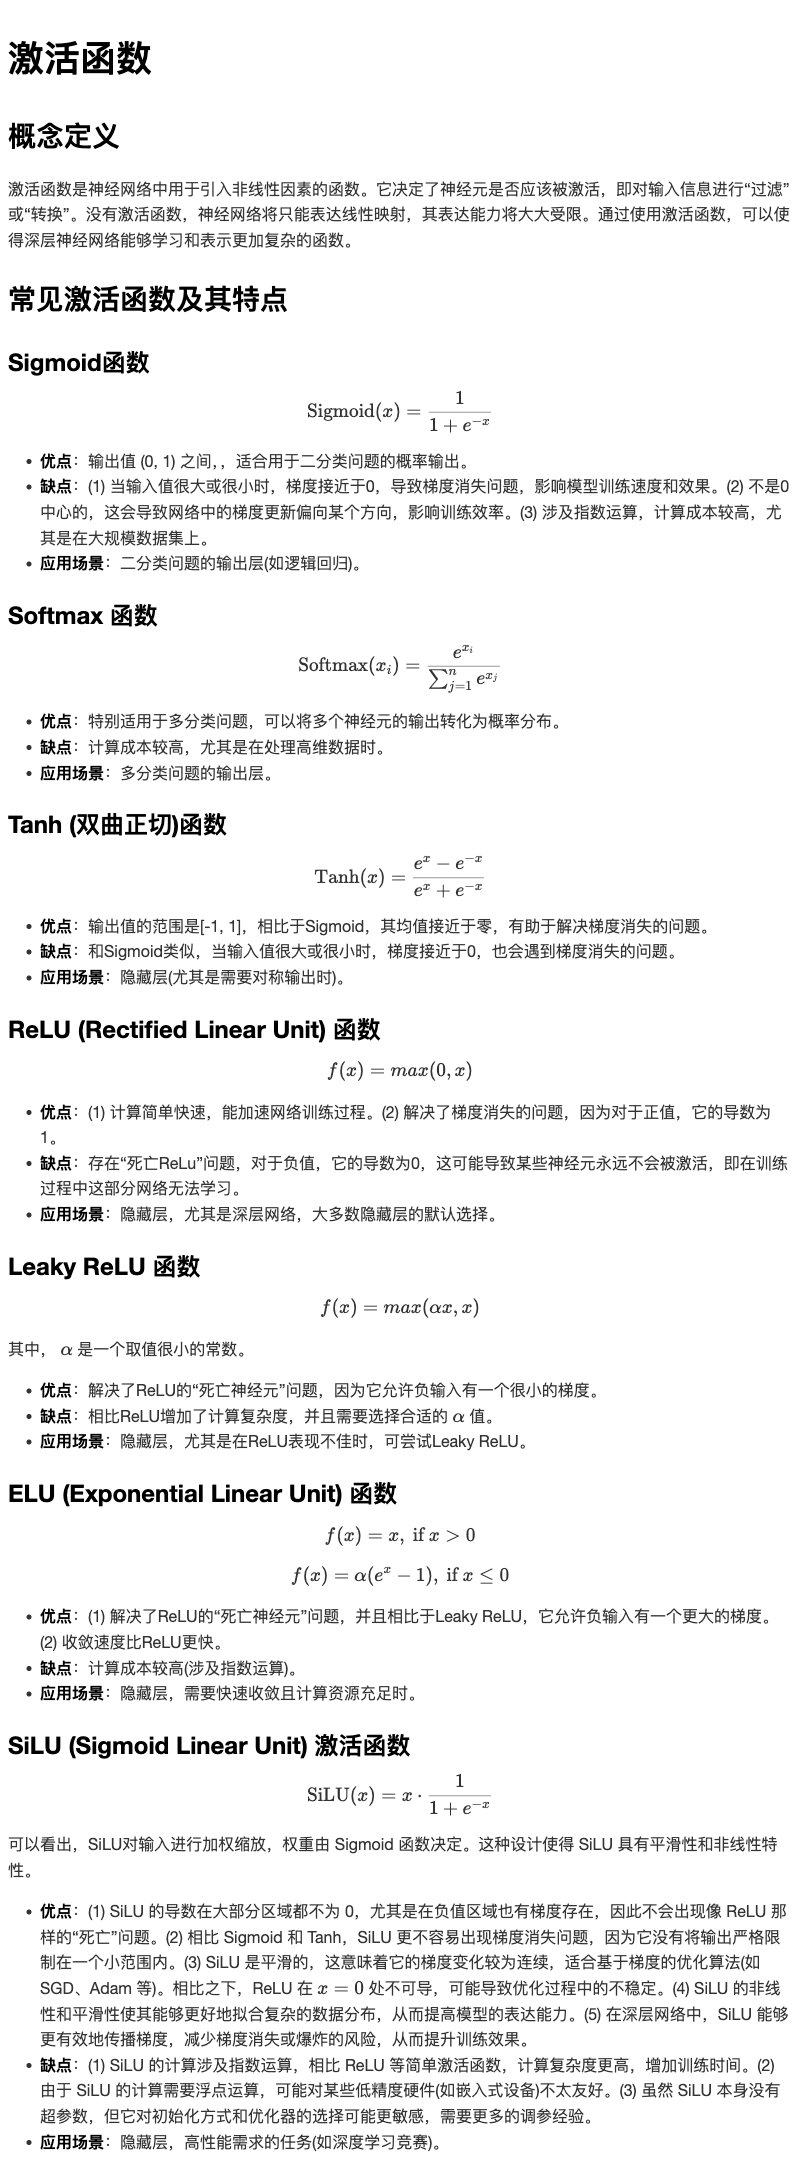 激活函数
概念定义
激活函数是神经网络中用于引入非线性因素的函数。它决定了神经元是否应该被激活，即对输入信息进行“过滤”
或“转换”。没有激活函数，神经网络将只能表达线性映射，其表达能力将大大受限。通过使用激活函数，可以使
得深层神经网络能够学习和表示更加复杂的函数。
常见激活函数及其特点
Sigmoid函数
Sigmoid(x) = 1 / (1 + e^{-x})
• 优点：输出值 (0, 1) 之间,，适合用于二分类问题的概率输出。
• 缺点：(1) 当输入值很大或很小时，梯度接近于0，导致梯度消失问题，影响模型训练速度和效果。(2) 不是0
中心的，这会导致网络中的梯度更新偏向某个方向，影响训练效率。(3) 涉及指数运算，计算成本较高，尤
其是在大规模数据集上。
• 应用场景：二分类问题的输出层(如逻辑回归)。
Softmax 函数
Softmax(x_i) = e^{x_i} / ∑_{j=1}^{n} e^{x_j}
• 优点：特别适用于多分类问题，可以将多个神经元的输出转化为概率分布。
• 缺点：计算成本较高，尤其是在处理高维数据时。
• 应用场景：多分类问题的输出层。
Tanh (双曲正切)函数
Tanh(x) = (e^x − e^{-x}) / (e^x + e^{-x})
• 优点：输出值的范围是[-1, 1]，相比于Sigmoid，其均值接近于零，有助于解决梯度消失的问题。
• 缺点：和Sigmoid类似，当输入值很大或很小时，梯度接近于0，也会遇到梯度消失的问题。
• 应用场景：隐藏层(尤其是需要对称输出时)。
ReLU (Rectified Linear Unit) 函数
f(x) = max(0, x)
• 优点：(1) 计算简单快速，能加速网络训练过程。(2) 解决了梯度消失的问题，因为对于正值，它的导数为
1。
• 缺点：存在“死亡ReLu”问题，对于负值，它的导数为0，这可能导致某些神经元永远不会被激活，即在训练
过程中这部分网络无法学习。
• 应用场景：隐藏层，尤其是深层网络，大多数隐藏层的默认选择。
Leaky ReLU 函数
f(x) = max(αx, x)
其中， α 是一个取值很小的常数。
• 优点：解决了ReLU的“死亡神经元”问题，因为它允许负输入有一个很小的梯度。
• 缺点：相比ReLU增加了计算复杂度，并且需要选择合适的 α 值。
• 应用场景：隐藏层，尤其是在ReLU表现不佳时，可尝试Leaky ReLU。
ELU (Exponential Linear Unit) 函数
f(x) = x, if x > 0
f(x) = α(e^x − 1), if x ≤ 0
• 优点：(1) 解决了ReLU的“死亡神经元”问题，并且相比于Leaky ReLU，它允许负输入有一个更大的梯度。
(2) 收敛速度比ReLU更快。
• 缺点：计算成本较高(涉及指数运算)。
• 应用场景：隐藏层，需要快速收敛且计算资源充足时。
SiLU (Sigmoid Linear Unit) 激活函数
SiLU(x) = x · 1 / (1 + e^{-x})
可以看出，SiLU对输入进行加权缩放，权重由 Sigmoid 函数决定。这种设计使得 SiLU 具有平滑性和非线性特
性。
• 优点：(1) SiLU 的导数在大部分区域都不为 0，尤其是在负值区域也有梯度存在，因此不会出现像 ReLU 那
样的“死亡”问题。(2) 相比 Sigmoid 和 Tanh，SiLU 更不容易出现梯度消失问题，因为它没有将输出严格限
制在一个小范围内。(3) SiLU 是平滑的，这意味着它的梯度变化较为连续，适合基于梯度的优化算法(如
SGD、Adam 等)。相比之下，ReLU 在 x = 0 处不可导，可能导致优化过程中的不稳定。(4) SiLU 的非线
性和平滑性使其能够更好地拟合复杂的数据分布，从而提高模型的表达能力。(5) 在深层网络中，SiLU 能够
更有效地传播梯度，减少梯度消失或爆炸的风险，从而提升训练效果。
• 缺点：(1) SiLU 的计算涉及指数运算，相比 ReLU 等简单激活函数，计算复杂度更高，增加训练时间。(2)
由于 SiLU 的计算需要浮点运算，可能对某些低精度硬件(如嵌入式设备)不太友好。(3) 虽然 SiLU 本身没有
超参数，但它对初始化方式和优化器的选择可能更敏感，需要更多的调参经验。
• 应用场景：隐藏层，高性能需求的任务(如深度学习竞赛)。